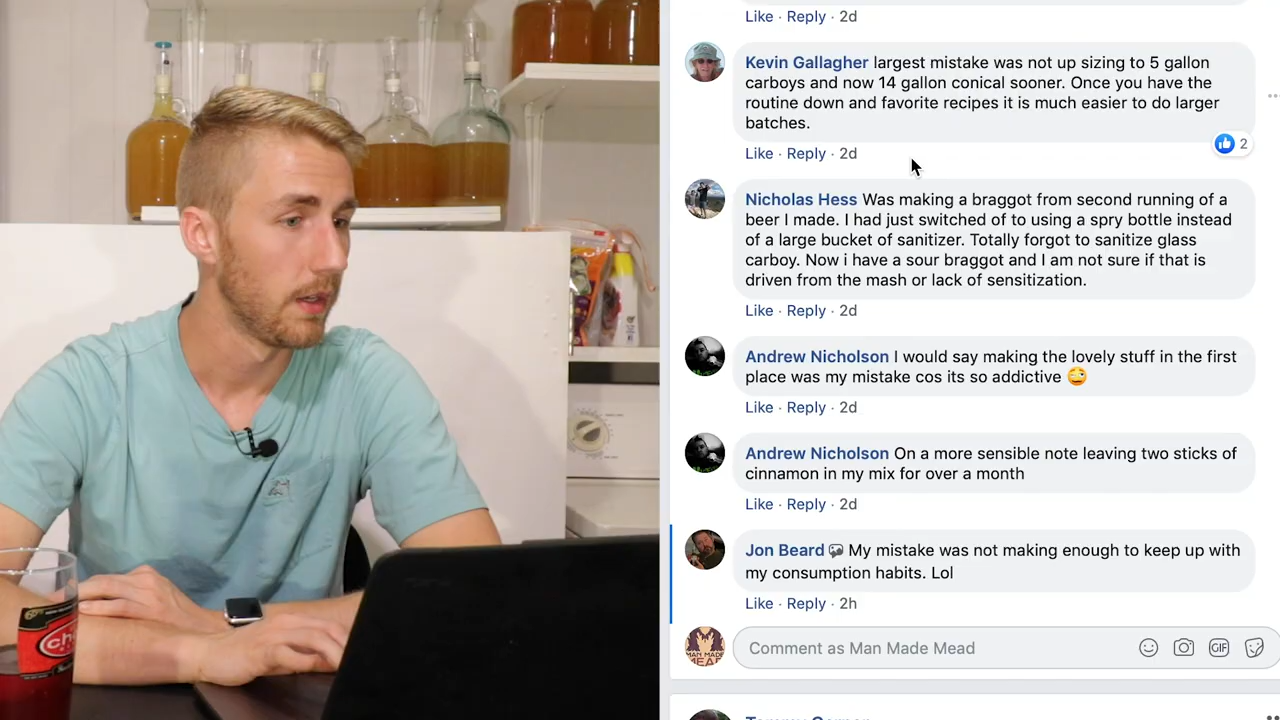 Like · Reply · 2d
Kevin Gallagher largest mistake was not up sizing to 5 gallon
carboys and now 14 gallon conical sooner. Once you have the
routine down and favorite recipes it is much easier to do larger
batches.
2
Like · Reply · 2d
Nicholas Hess Was making a braggot from second running of a
beer I made. I had just switched of to using a spry bottle instead
of a large bucket of sanitizer. Totally forgot to sanitize glass
carboy. Now i have a sour braggot and I am not sure if that is
driven from the mash or lack of sensitization.
Like · Reply · 2d
Andrew Nicholson I would say making the lovely stuff in the first
place was my mistake cos its so addictive
Like · Reply · 2d
Andrew Nicholson On a more sensible note leaving two sticks of
cinnamon in my mix for over a month
Like · Reply · 2d
Jon Beard My mistake was not making enough to keep up with
my consumption habits. Lol
Like · Reply · 2h
MAN MADE
MEAD
Comment as Man Made Mead
GIF